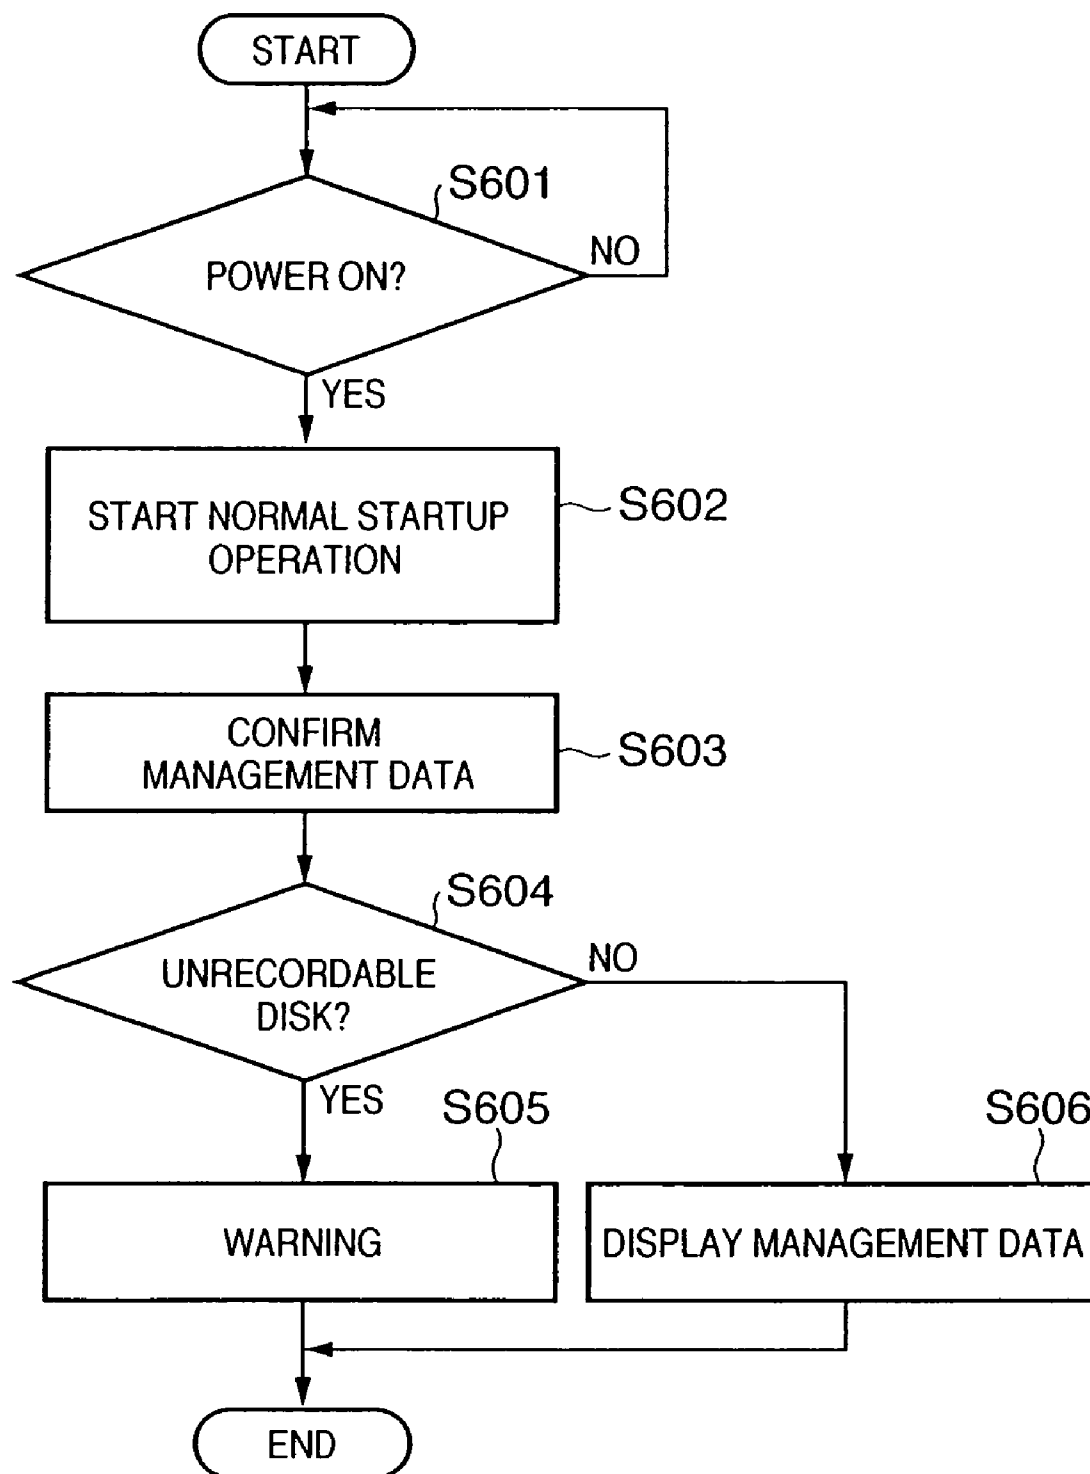 START
S601
POWER ON?
NO
YES
START NORMAL STARTUP
OPERATION
S602
CONFIRM
MANAGEMENT DATA
S603
S604
UNRECORDABLE
DISK?
NO
YES
S605
S606
WARNING
DISPLAY MANAGEMENT DATA
END